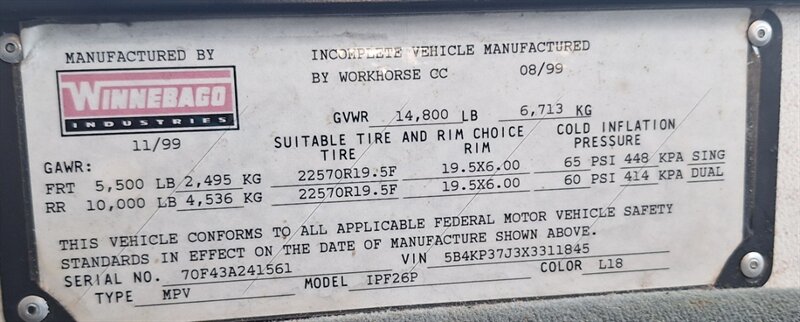 MANUFACTURED BY
WINNEBAGO
INDUSTRIES
11/99
INCOMPLETE VEHICLE MANUFACTURED
BY WORKHORSE CC 08/99
GVWR 14,800 LB 6,713 KG
SUITABLE TIRE AND RIM CHOICE COLD INFLATION
TIRE RIM PRESSURE
GAWR:
FRT 5,500 LB 2,495 KG 22570R19.5F 19.5X6.00 65 PSI 448 KPA SING
RR 10,000 LB 4,536 KG 22570R19.5F 19.5X6.00 60 PSI 414 KPA DUAL
THIS VEHICLE CONFORMS TO ALL APPLICABLE FEDERAL MOTOR VEHICLE SAFETY
STANDARDS IN EFFECT ON THE DATE OF MANUFACTURE SHOWN ABOVE.
SERIAL NO. 70F43A241561 VIN 5B4KP37J3X3311845
TYPE MPV MODEL IPF26P COLOR L18